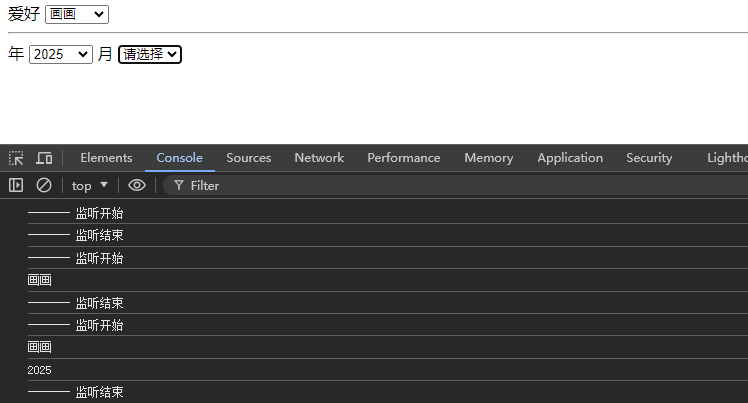 爱好 画画
年 2025 月 请选择
Elements Console Sources Network Performance Memory Application Security Lighth
top Filter
——— 监听开始
——— 监听结束
——— 监听开始
画画
——— 监听结束
——— 监听开始
画画
2025
——— 监听结束